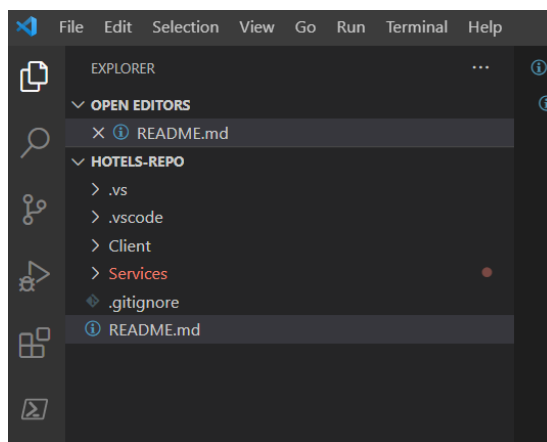 File Edit Selection View Go Run Terminal Help
EXPLORER
OPEN EDITORS
README.md
HOTELS-REPO
.vs
.vscode
Client
Services
.gitignore
README.md